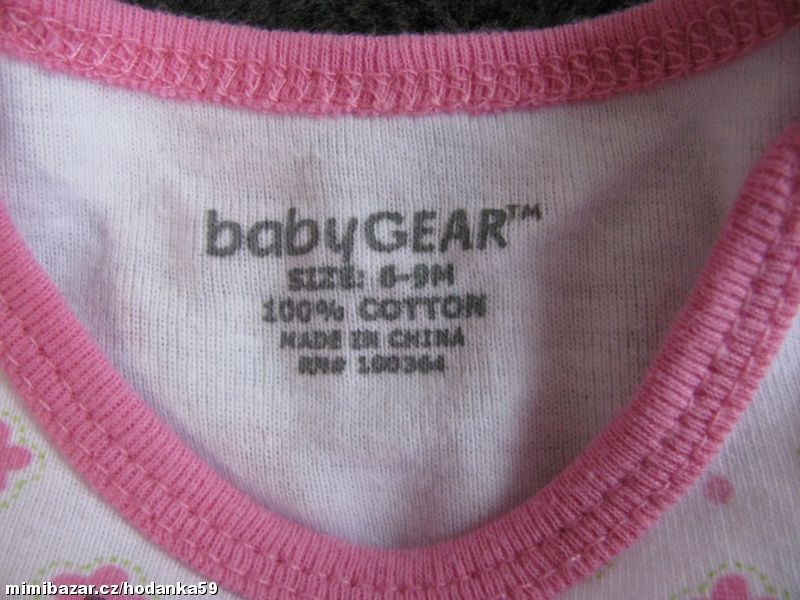 babyGEAR™
SIZE: 6-9M
100% COTTON
MADE IN CHINA
RN# 100364
mimibazar.cz/hodanka59